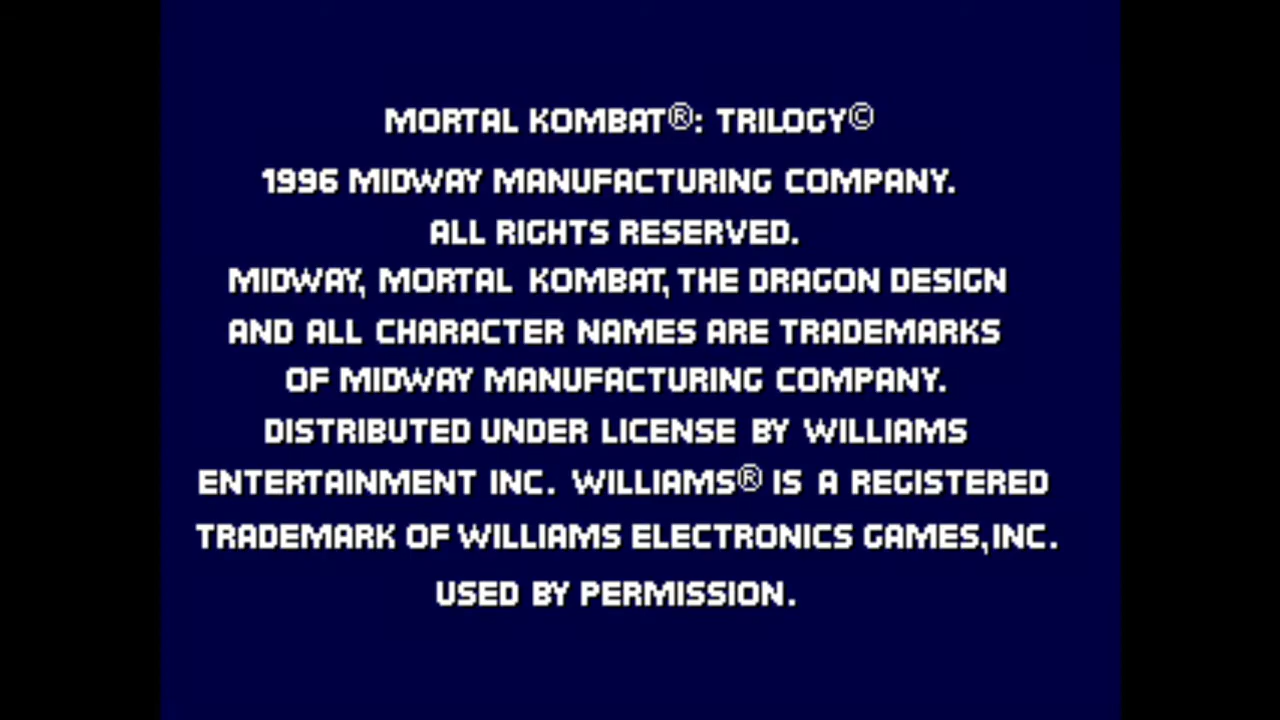 MORTAL KOMBAT®: TRILOGY©
1996 MIDWAY MANUFACTURING COMPANY.
ALL RIGHTS RESERVED.
MIDWAY, MORTAL KOMBAT, THE DRAGON DESIGN
AND ALL CHARACTER NAMES ARE TRADEMARKS
OF MIDWAY MANUFACTURING COMPANY.
DISTRIBUTED UNDER LICENSE BY WILLIAMS
ENTERTAINMENT INC. WILLIAMS® IS A REGISTERED
TRADEMARK OF WILLIAMS ELECTRONICS GAMES, INC.
USED BY PERMISSION.